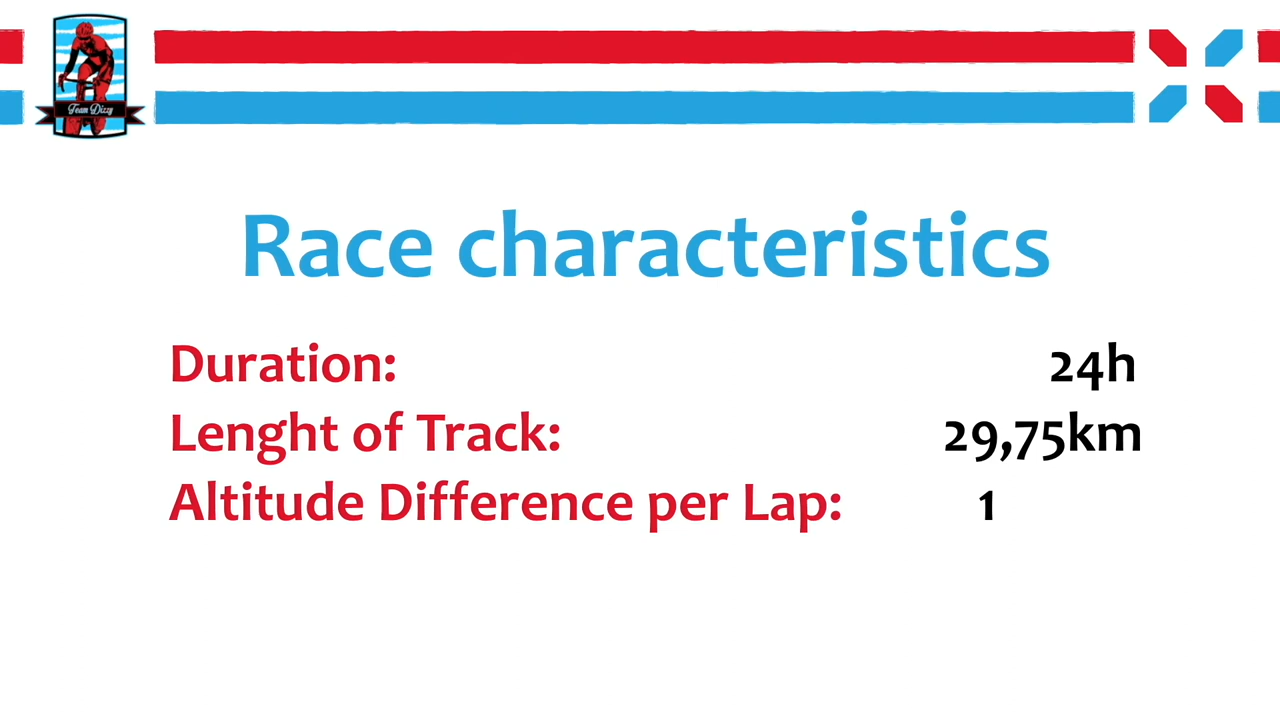 Team Dizzy
Race characteristics
Duration: 24h
Lenght of Track: 29,75km
Altitude Difference per Lap: 1